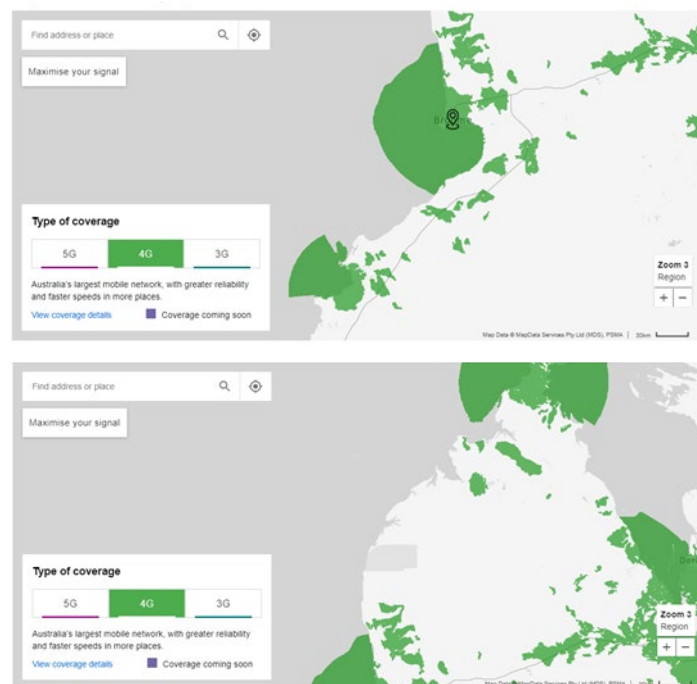 Find address or place
Maximise your signal
Type of coverage
5G
4G
3G
Australia's largest mobile network, with greater reliability
and faster speeds in more places.
View coverage details
Coverage coming soon
Zoom 3
Region
+ −
Map Data © MapData Services Pty Ltd (MDS), PSMA | 30km
Find address or place
Maximise your signal
Type of coverage
5G
4G
3G
Australia's largest mobile network, with greater reliability
and faster speeds in more places.
View coverage details
Coverage coming soon
Zoom 3
Region
+ −